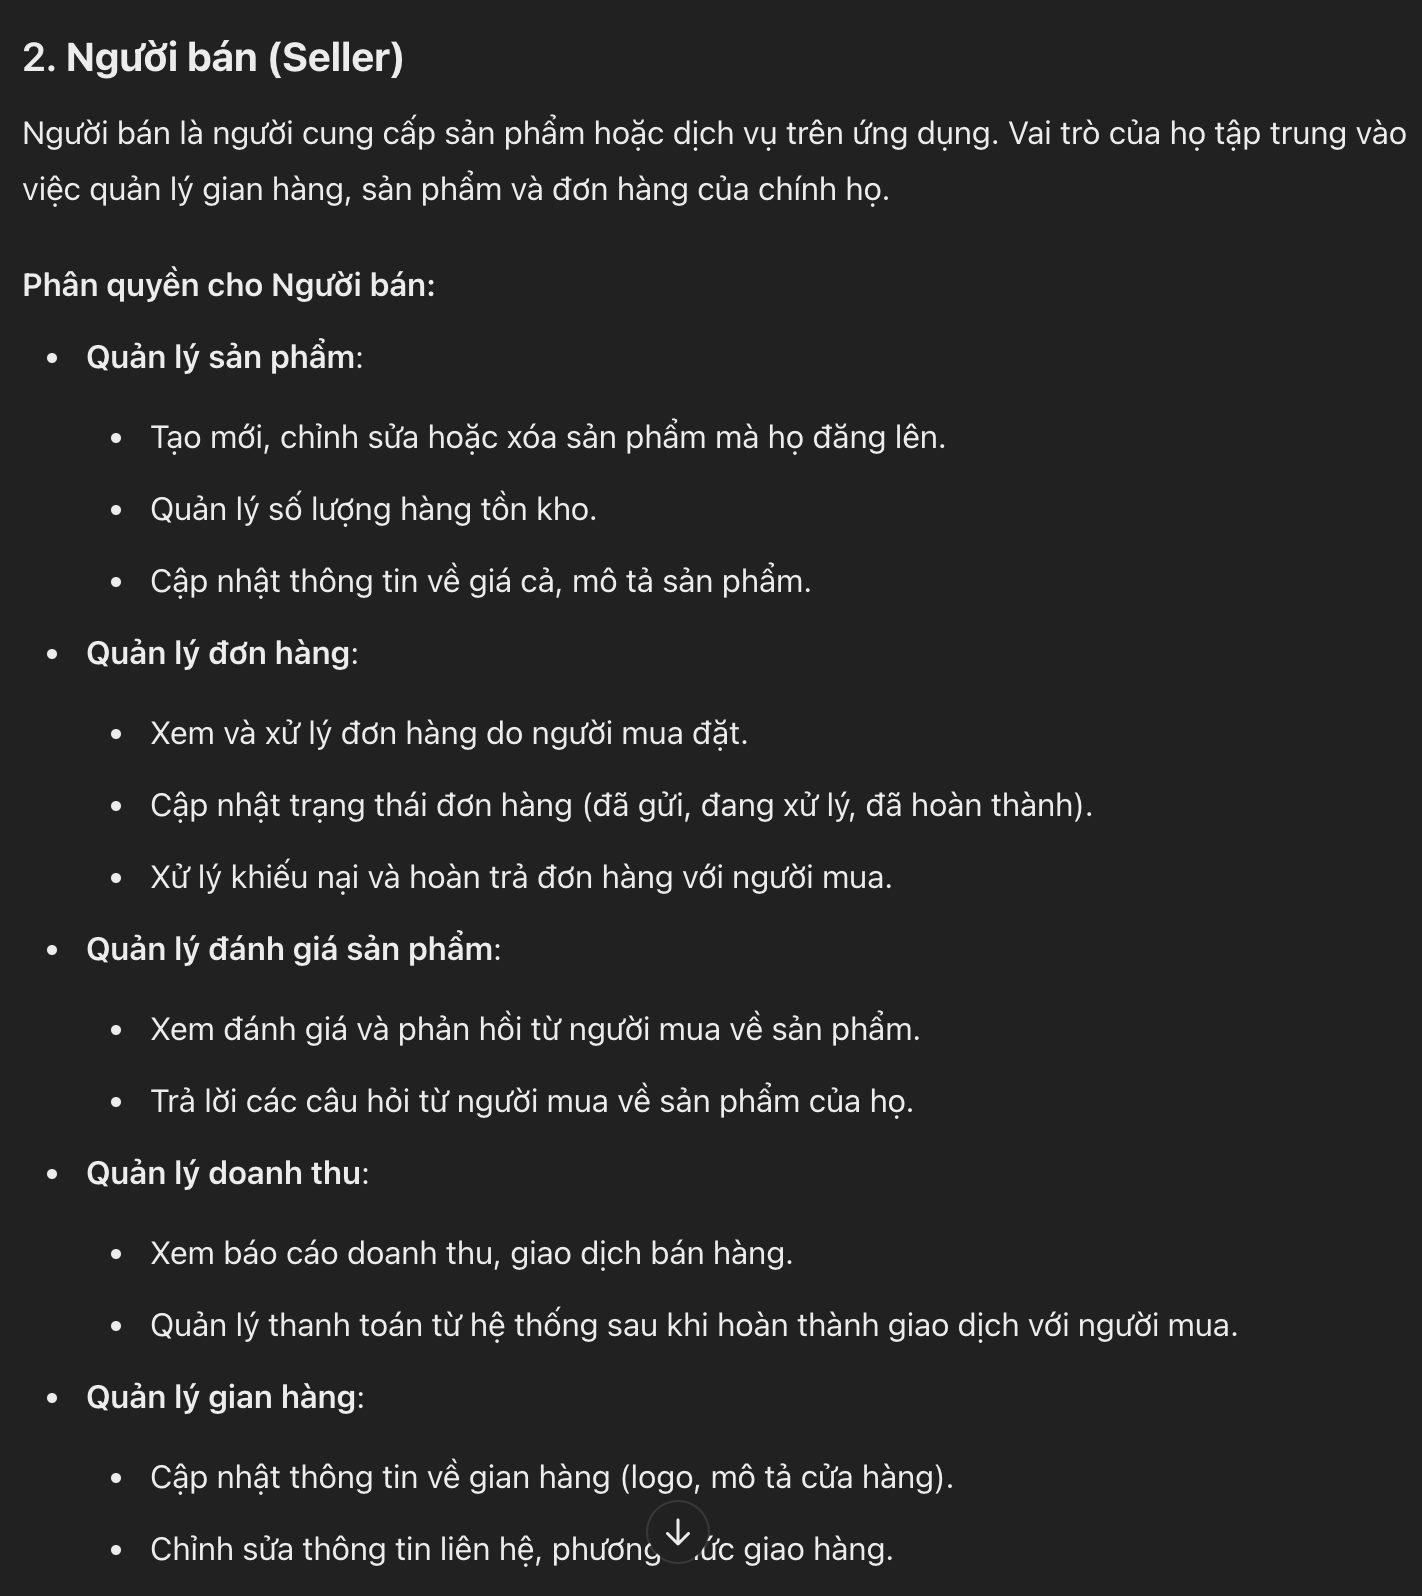 2. Người bán (Seller)
Người bán là người cung cấp sản phẩm hoặc dịch vụ trên ứng dụng. Vai trò của họ tập trung vào
việc quản lý gian hàng, sản phẩm và đơn hàng của chính họ.
Phân quyền cho Người bán:
• Quản lý sản phẩm:
• Tạo mới, chỉnh sửa hoặc xóa sản phẩm mà họ đăng lên.
• Quản lý số lượng hàng tồn kho.
• Cập nhật thông tin về giá cả, mô tả sản phẩm.
• Quản lý đơn hàng:
• Xem và xử lý đơn hàng do người mua đặt.
• Cập nhật trạng thái đơn hàng (đã gửi, đang xử lý, đã hoàn thành).
• Xử lý khiếu nại và hoàn trả đơn hàng với người mua.
• Quản lý đánh giá sản phẩm:
• Xem đánh giá và phản hồi từ người mua về sản phẩm.
• Trả lời các câu hỏi từ người mua về sản phẩm của họ.
• Quản lý doanh thu:
• Xem báo cáo doanh thu, giao dịch bán hàng.
• Quản lý thanh toán từ hệ thống sau khi hoàn thành giao dịch với người mua.
• Quản lý gian hàng:
• Cập nhật thông tin về gian hàng (logo, mô tả cửa hàng).
• Chỉnh sửa thông tin liên hệ, phương giao hàng.